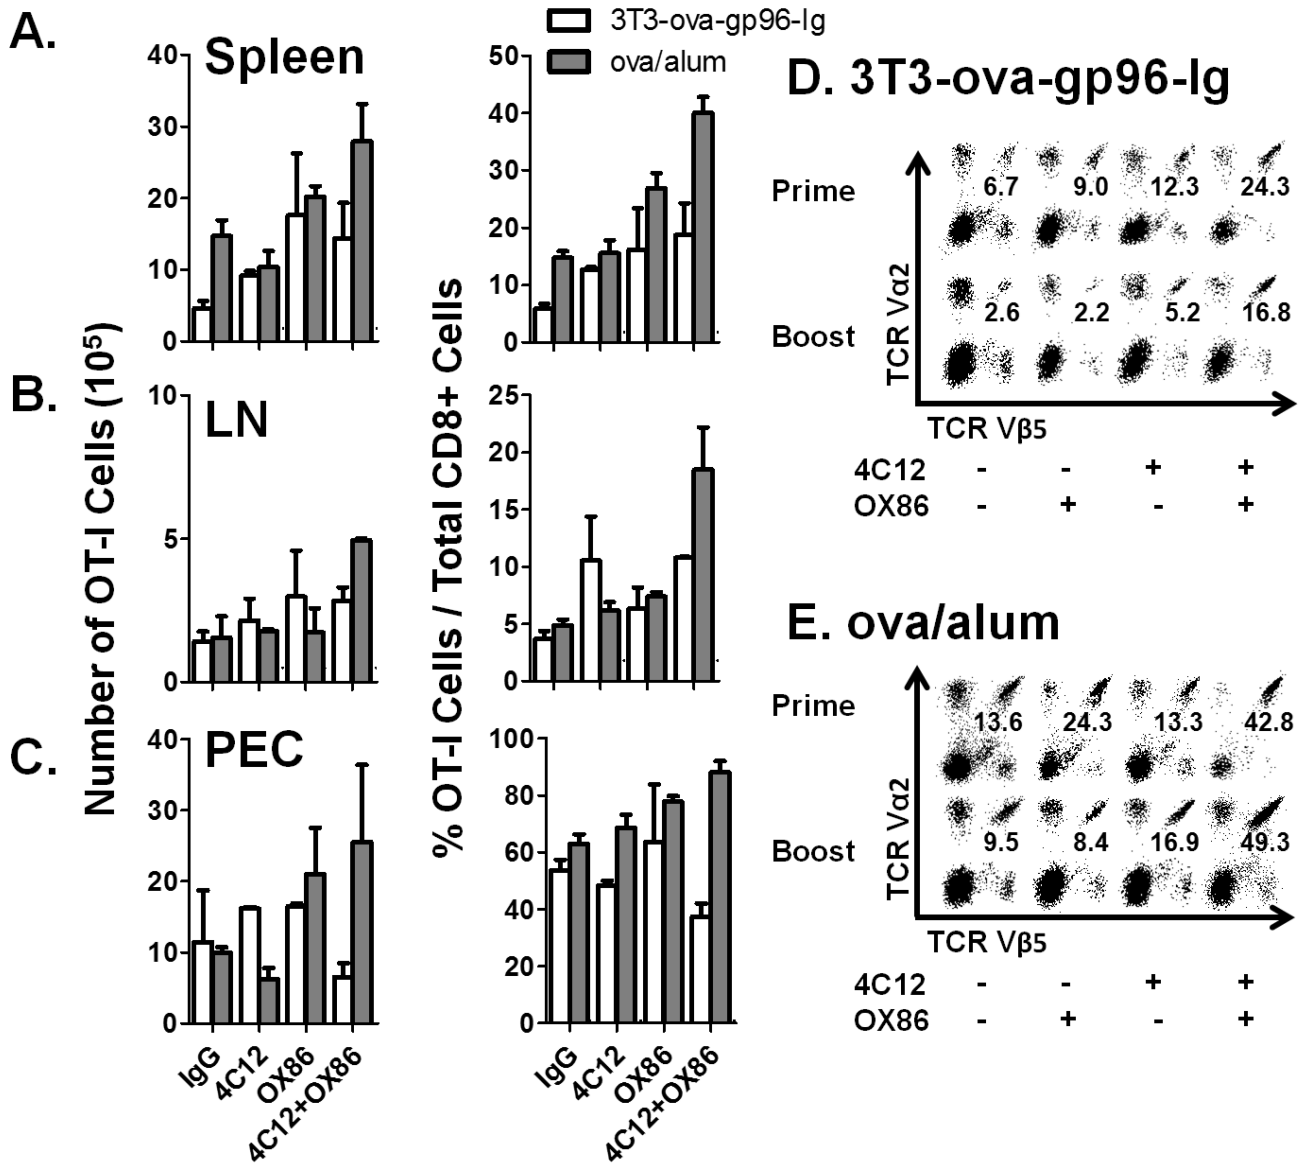 A.
Spleen
3T3-ova-gp96-Ig
ova/alum
Number of OT-I Cells (10⁵)
% OT-I Cells / Total CD8+ Cells
40
30
20
10
0
50
40
30
20
10
0
B.
LN
10
5
0
25
20
15
10
5
0
C.
PEC
40
30
20
10
0
100
80
60
40
20
0
IgG
4C12
OX86
4C12+OX86
IgG
4C12
OX86
4C12+OX86
D. 3T3-ova-gp96-Ig
Prime
6.7 9.0 12.3 24.3
Boost
2.6 2.2 5.2 16.8
TCR Vα2
TCR Vβ5
4C12 - - + +
OX86 - + - +
E. ova/alum
Prime
13.6 24.3 13.3 42.8
Boost
9.5 8.4 16.9 49.3
TCR Vα2
TCR Vβ5
4C12 - - + +
OX86 - + - +